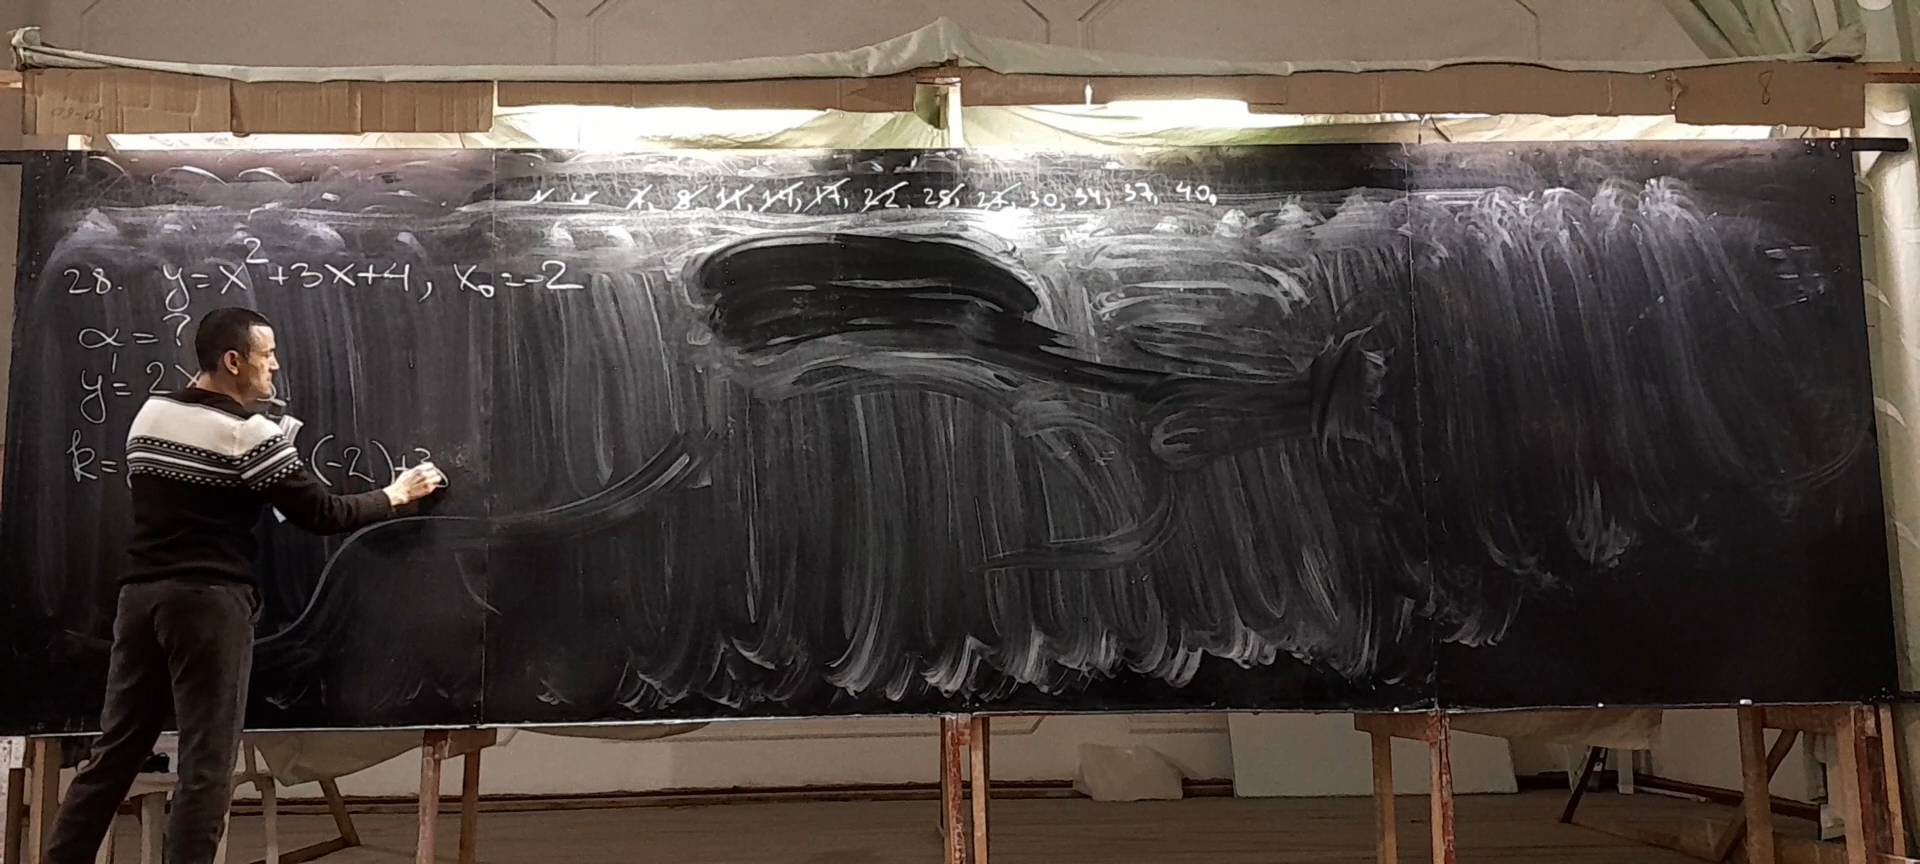 7, 8, 11, 14, 17, 22, 25, 27, 30, 34, 37, 40,
28. y=x²+3x+4, x₀=-2
α=?
y'=2x
k= (-2)+3
8